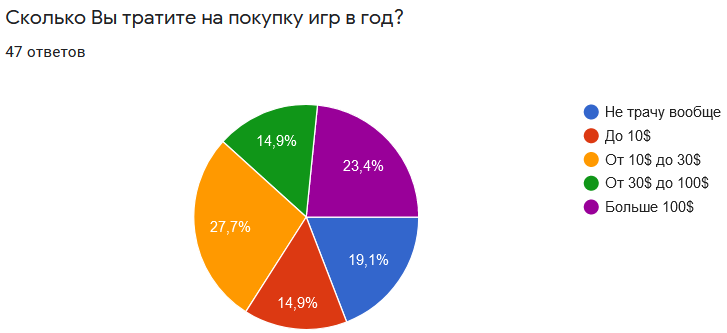 Сколько Вы тратите на покупку игр в год?
47 ответов
14,9%
23,4%
27,7%
19,1%
14,9%
Не трачу вообще
До 10$
От 10$ до 30$
От 30$ до 100$
Больше 100$